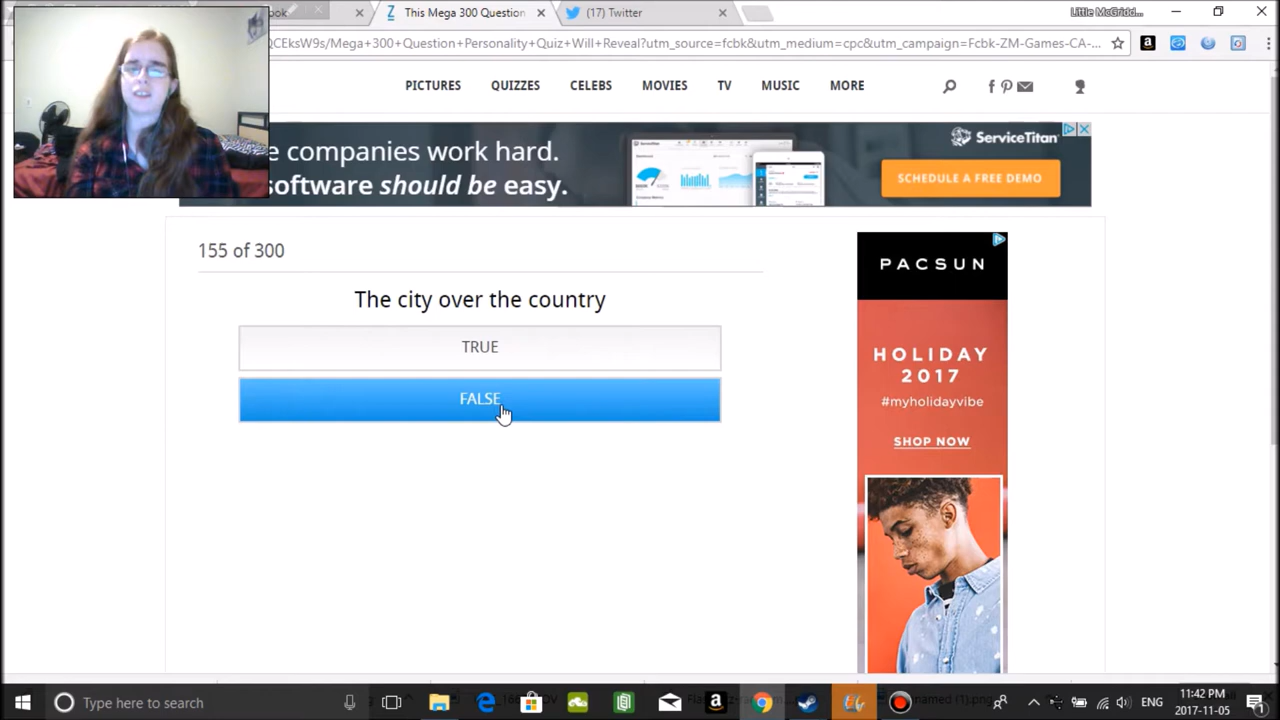 ook
This Mega 300 Question
(17) Twitter
Little McGridd...
QCEksW9s/Mega+300+Question+Personality+Quiz+Will+Reveal?utm_source=fcbk&utm_medium=cpc&utm_campaign=Fcbk-ZM-Games-CA-...
PICTURES QUIZZES CELEBS MOVIES TV MUSIC MORE
e companies work hard.
software should be easy.
ServiceTitan
SCHEDULE A FREE DEMO
155 of 300
The city over the country
TRUE
FALSE
PACSUN
HOLIDAY
2017
#myholidayvibe
SHOP NOW
Type here to search
ENG
11:42 PM
2017-11-05